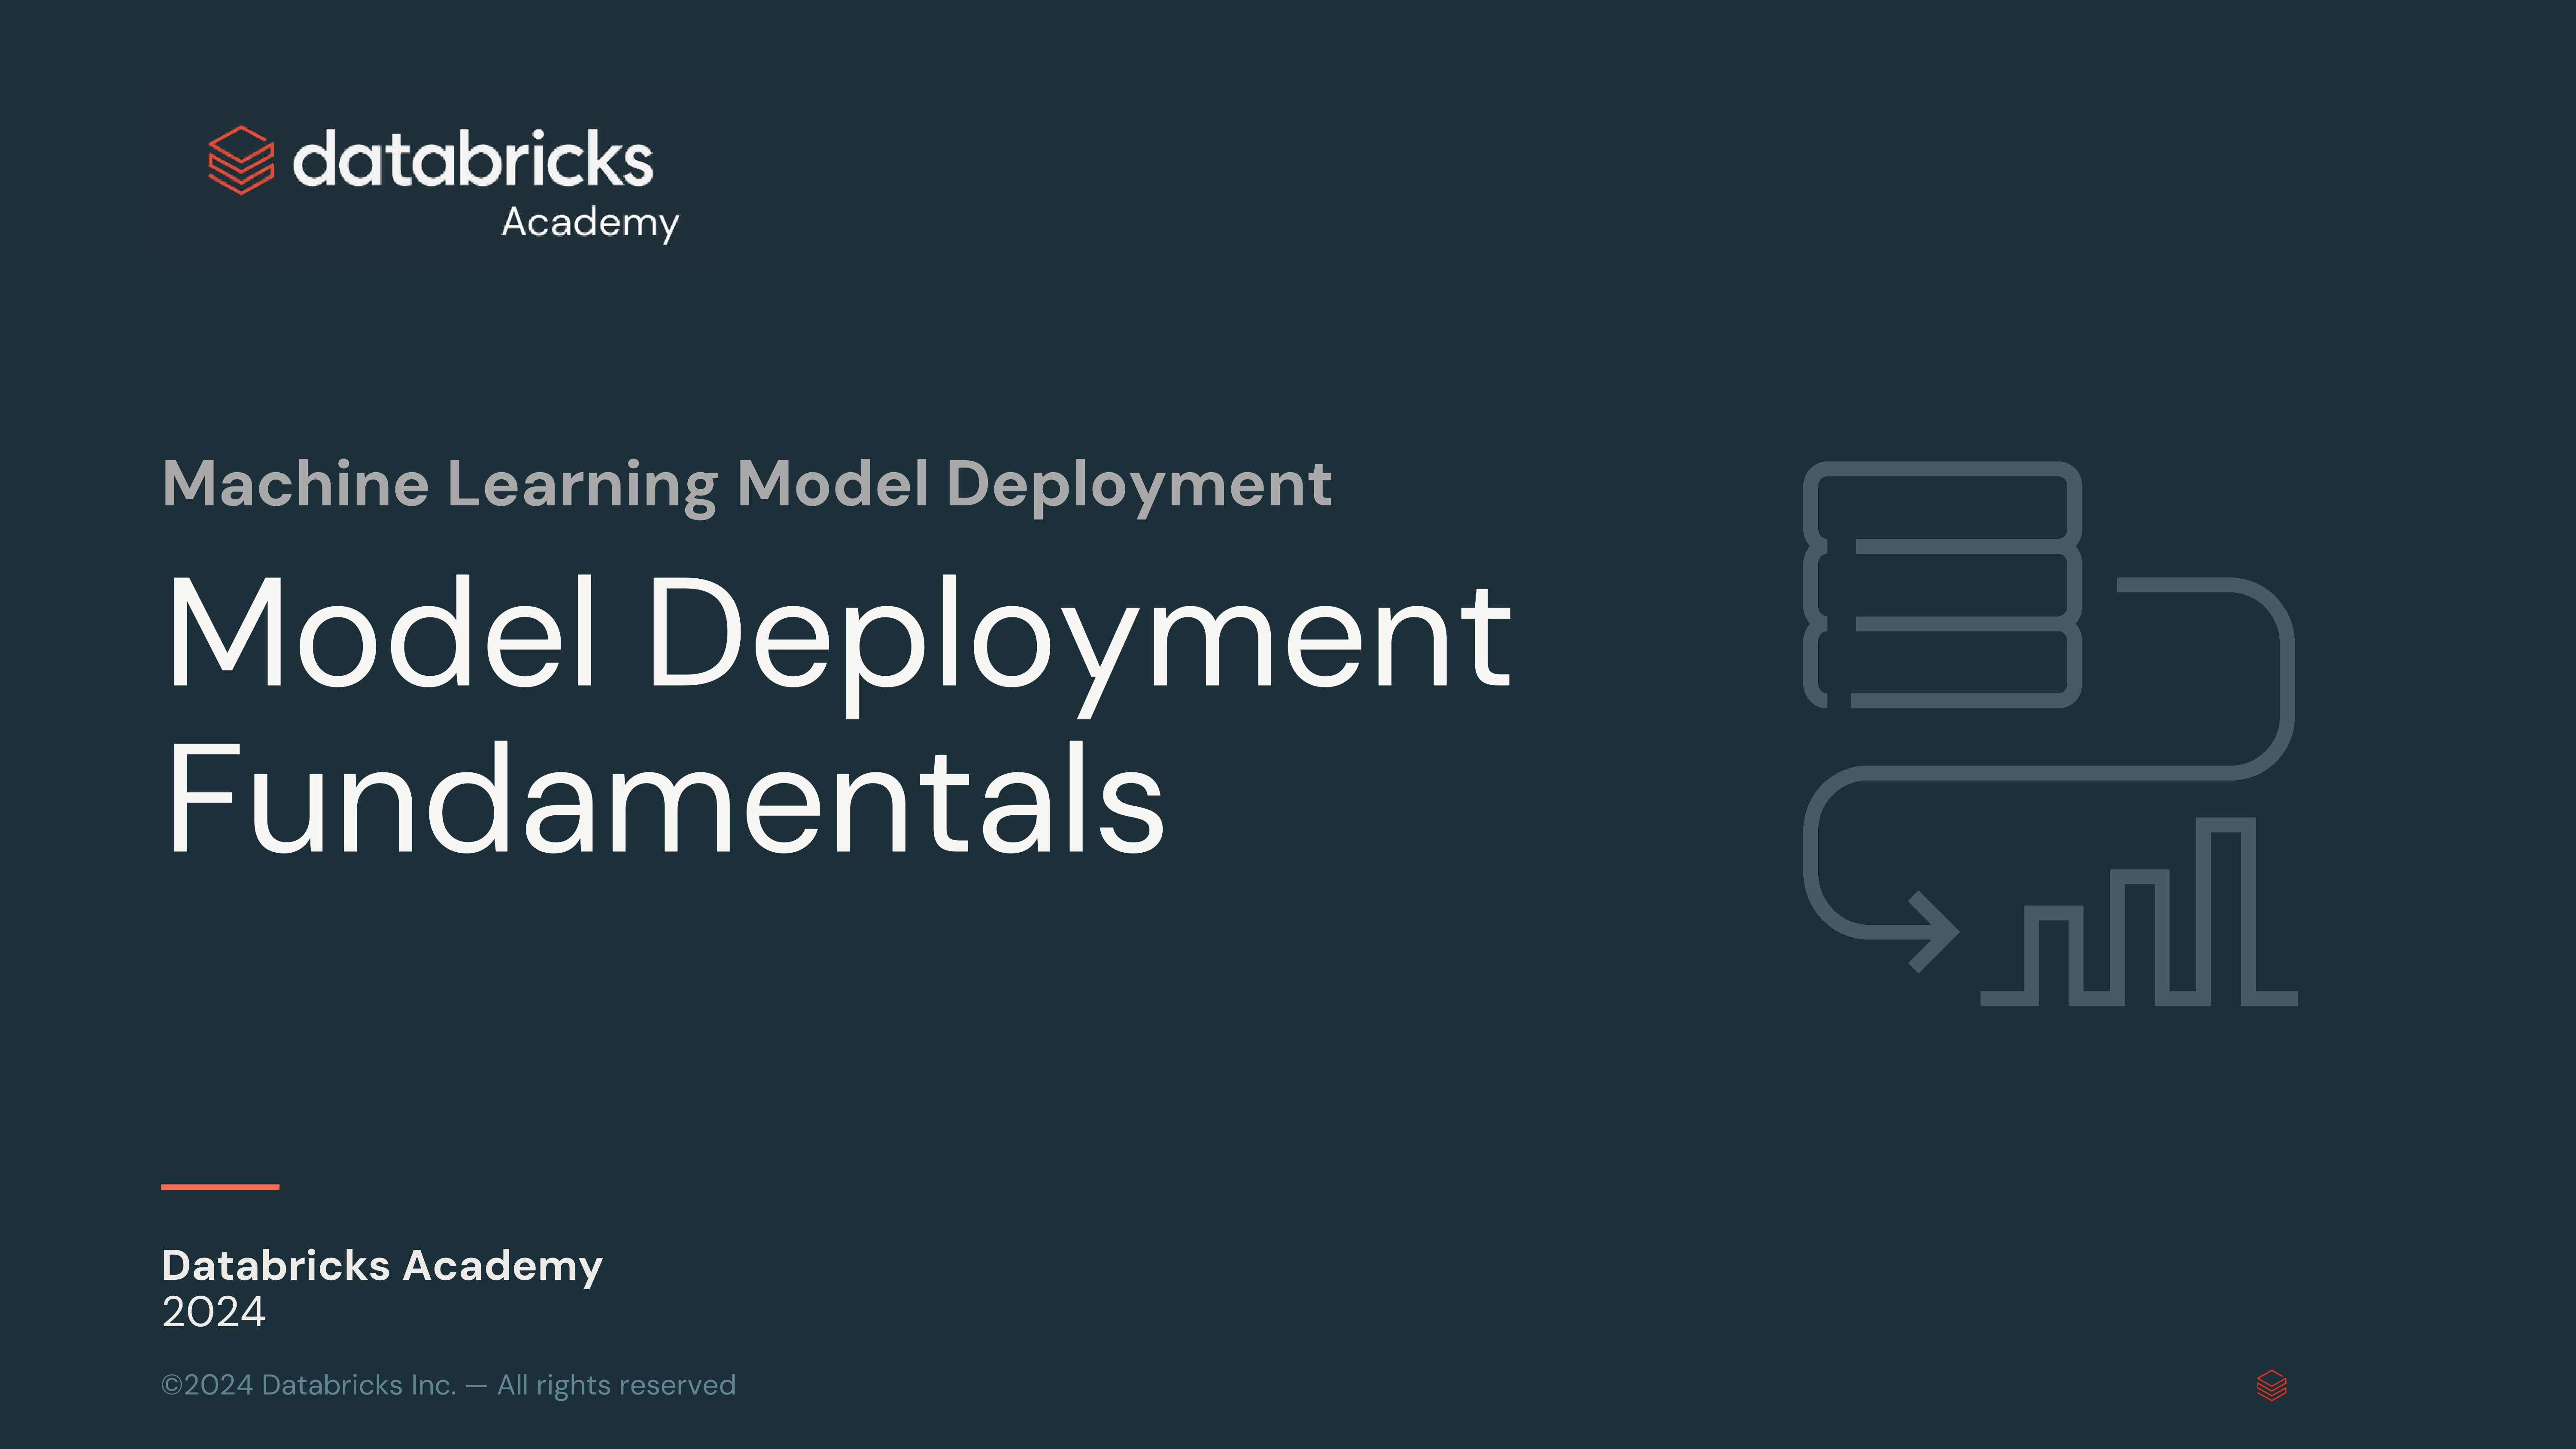 databricks
Academy
Machine Learning Model Deployment
Model Deployment
Fundamentals
Databricks Academy
2024
©2024 Databricks Inc. — All rights reserved